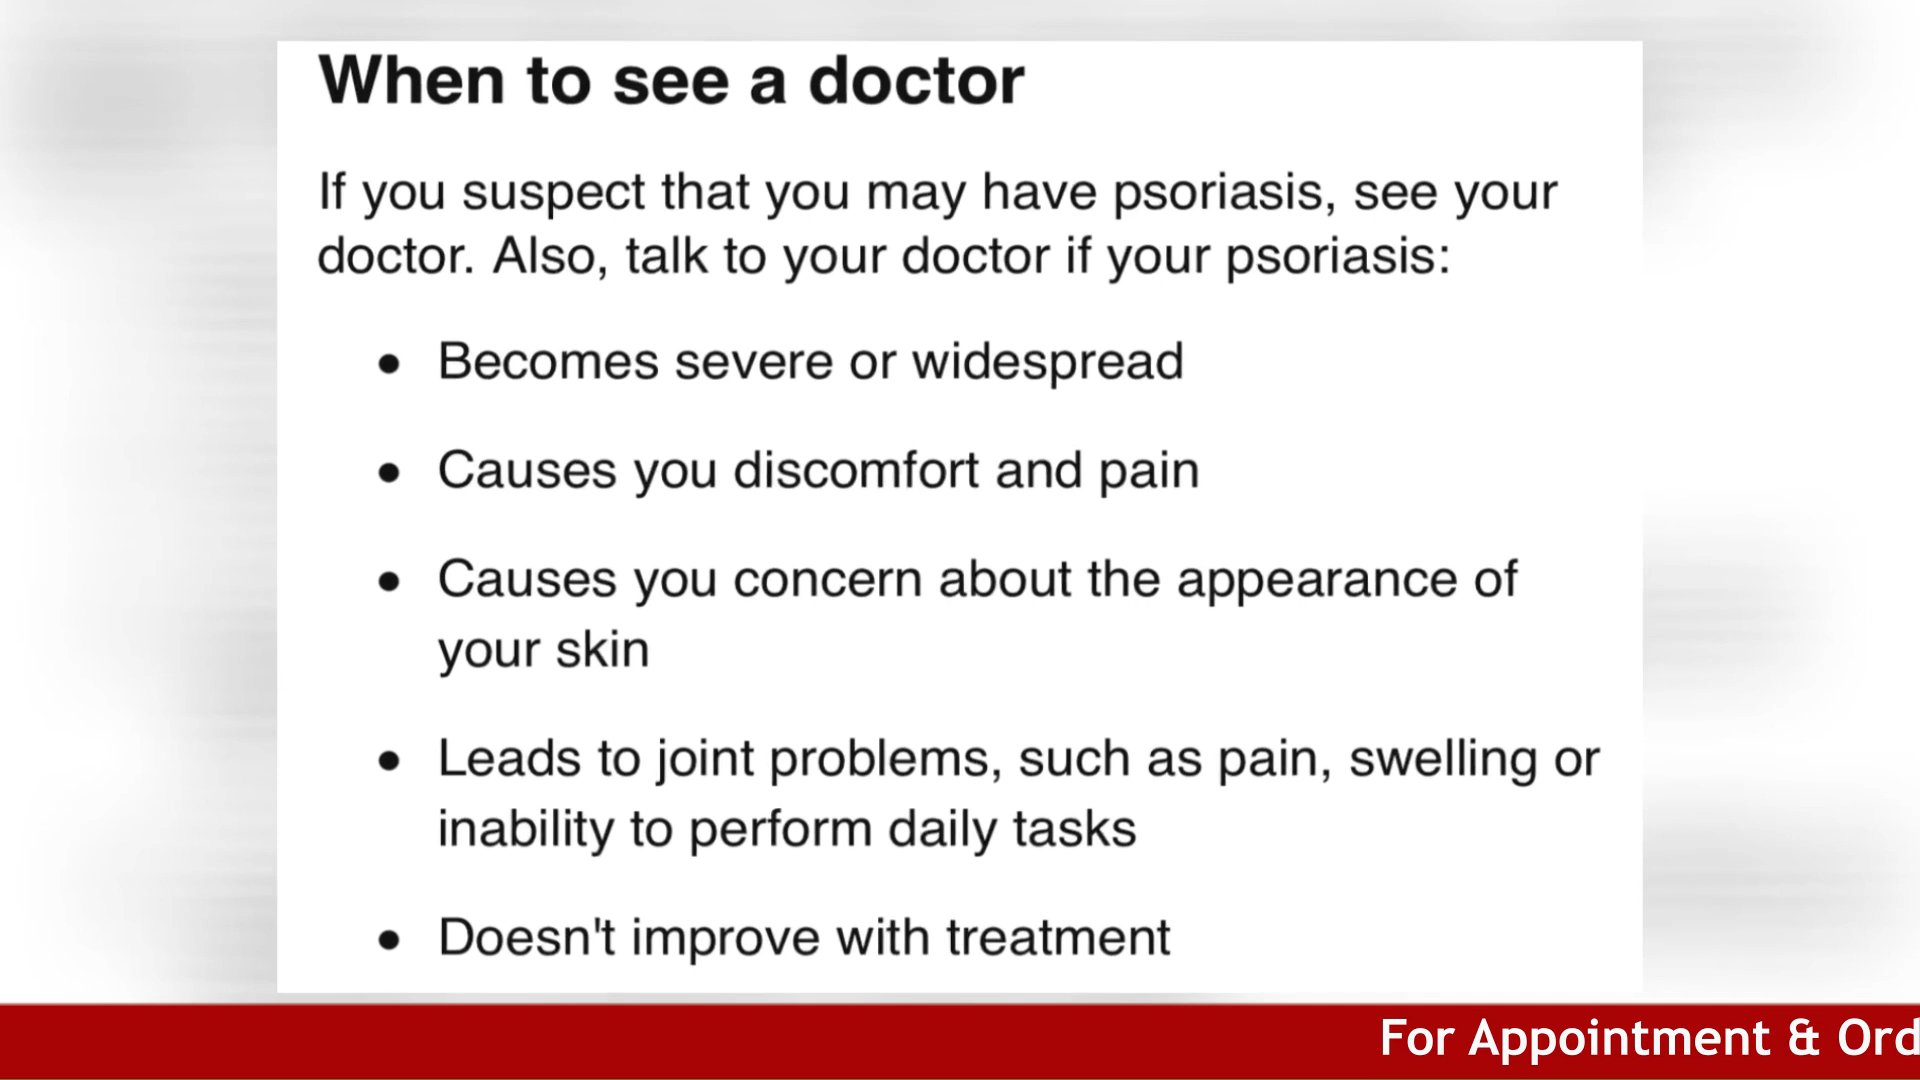 When to see a doctor
If you suspect that you may have psoriasis, see your
doctor. Also, talk to your doctor if your psoriasis:
• Becomes severe or widespread
• Causes you discomfort and pain
• Causes you concern about the appearance of
your skin
• Leads to joint problems, such as pain, swelling or
inability to perform daily tasks
• Doesn't improve with treatment
For Appointment & Ord